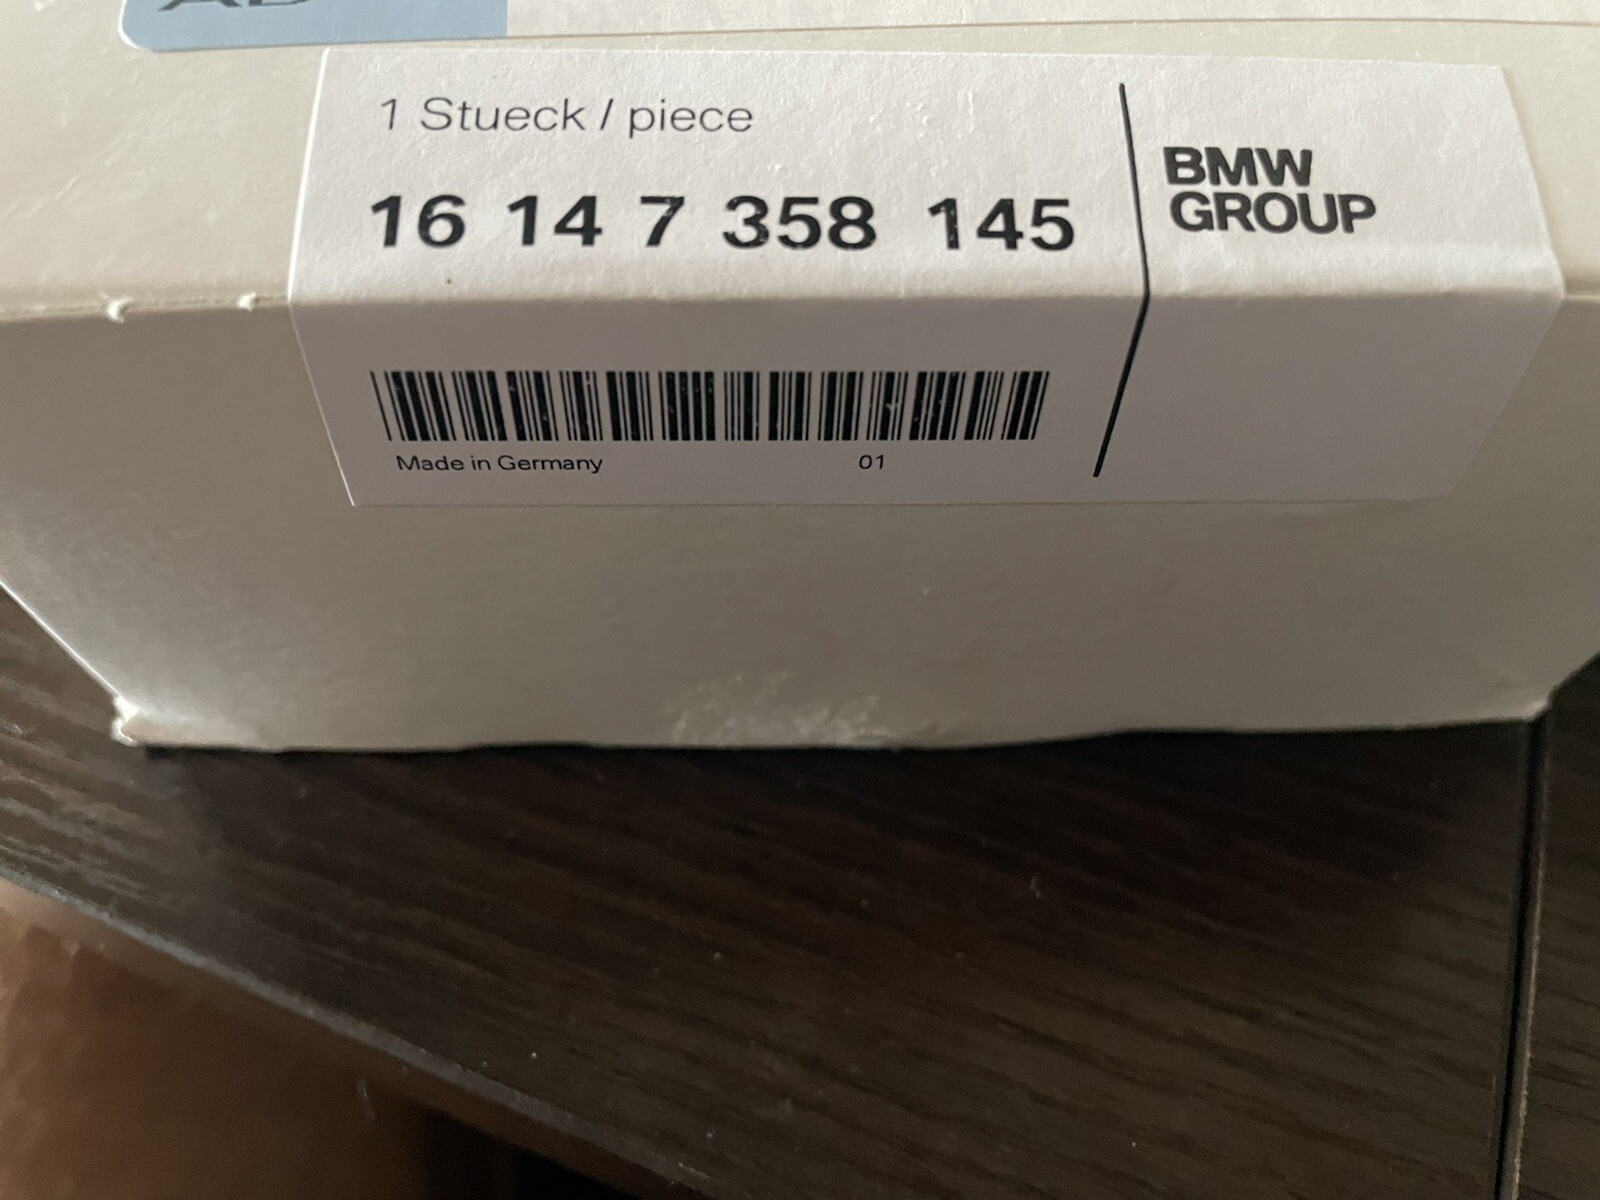 1 Stueck / piece
16 14 7 358 145
BMW
GROUP
Made in Germany 01